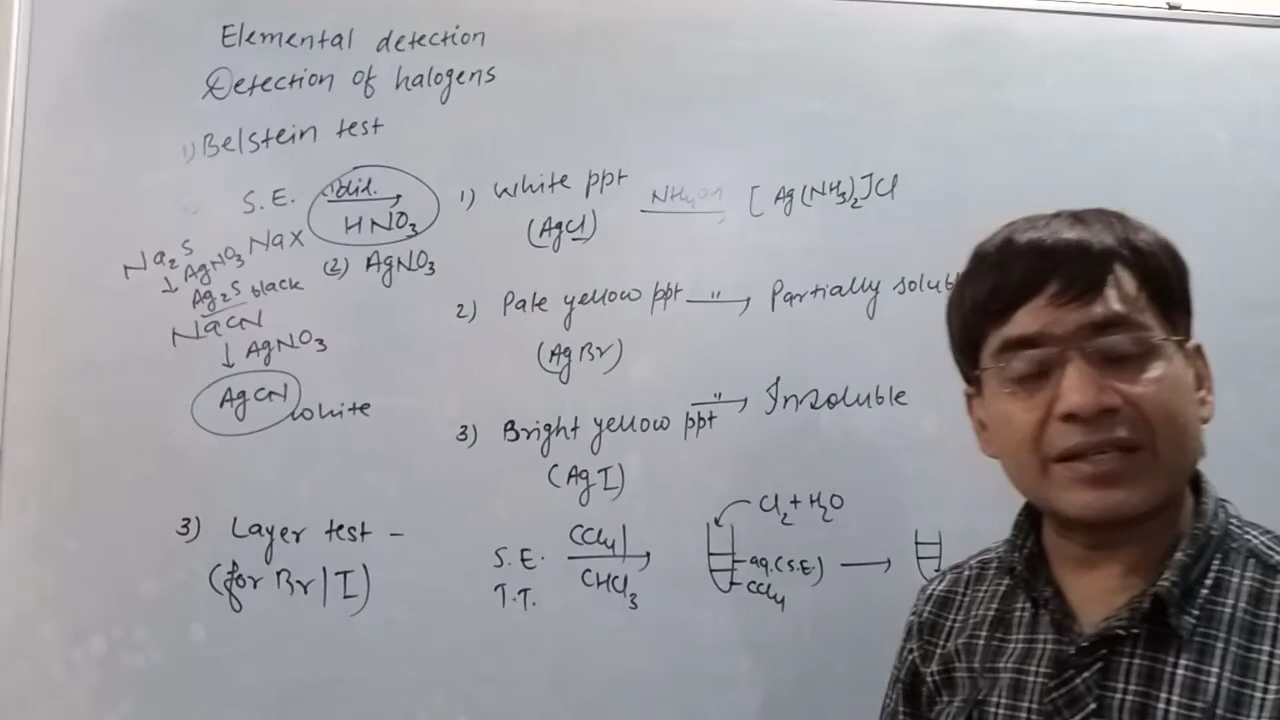 Elemental detection
Detection of halogens
1) Belstein test
S.E. (1) dil. HNO₃
NaX (2) AgNO₃
Na₂S
↓ AgNO₃
Ag₂S black
NaCN
↓ AgNO₃
AgCN white
1) White ppt NH₄OH [Ag(NH₃)₂]Cl
(AgCl)
2) Pale yellow ppt —"→ Partially solubl
(AgBr)
3) Bright yellow ppt —"→ Insoluble
(AgI)
3) Layer test -
(for Br/I)
S.E. CCl₄/ →
T.T. CHCl₃
Cl₂+H₂O
aq.(S.E.) →
CCl₄